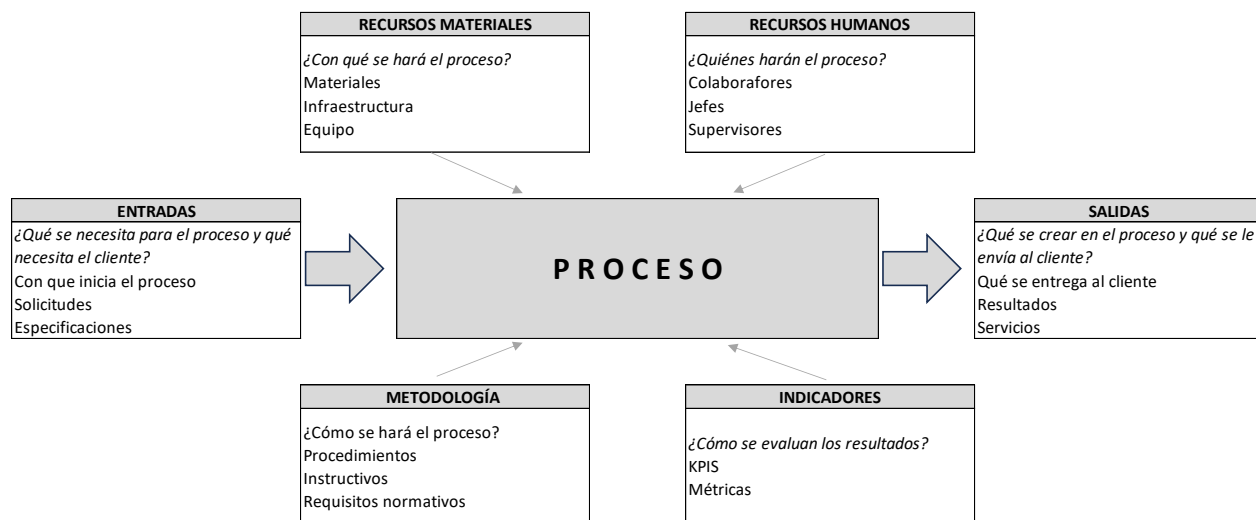 RECURSOS MATERIALES
¿Con qué se hará el proceso?
Materiales
Infraestructura
Equipo
RECURSOS HUMANOS
¿Quiénes harán el proceso?
Colaborafores
Jefes
Supervisores
ENTRADAS
¿Qué se necesita para el proceso y qué
necesita el cliente?
Con que inicia el proceso
Solicitudes
Especificaciones
PROCESO
SALIDAS
¿Qué se crear en el proceso y qué se le
envía al cliente?
Qué se entrega al cliente
Resultados
Servicios
METODOLOGÍA
¿Cómo se hará el proceso?
Procedimientos
Instructivos
Requisitos normativos
INDICADORES
¿Cómo se evaluan los resultados?
KPIS
Métricas